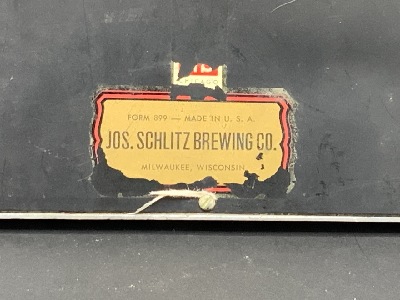 FORM 899 — MADE IN U. S. A.
JOS. SCHLITZ BREWING CO.
MILWAUKEE, WISCONSIN